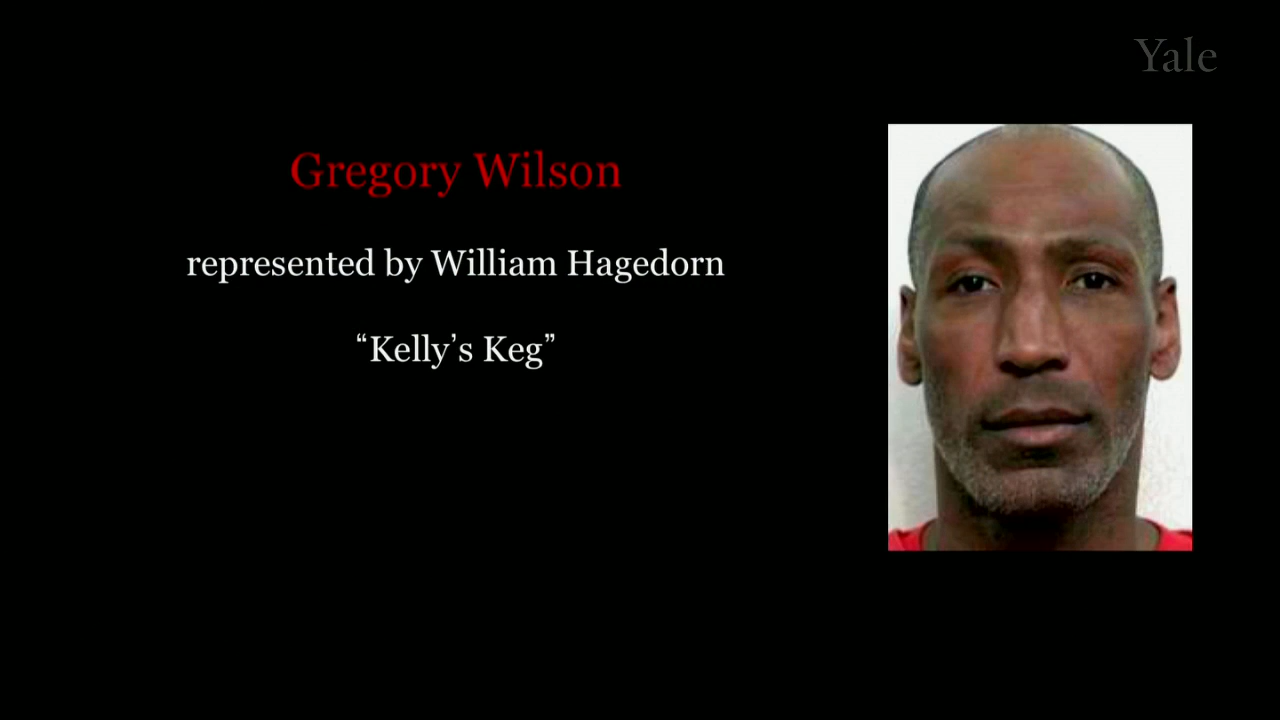 Yale
Gregory Wilson
represented by William Hagedorn
“Kelly’s Keg”